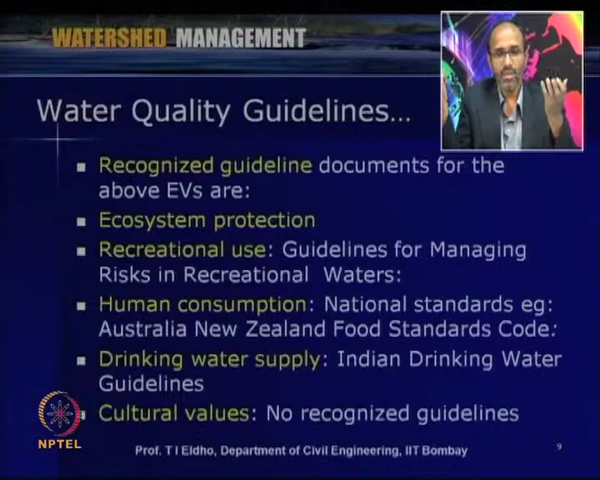 WATERSHED MANAGEMENT
Water Quality Guidelines...
Recognized guideline documents for the
above EVs are:
Ecosystem protection
Recreational use: Guidelines for Managing
Risks in Recreational Waters:
Human consumption: National standards eg:
Australia New Zealand Food Standards Code:
Drinking water supply: Indian Drinking Water
Guidelines
Cultural values: No recognized guidelines
NPTEL
Prof. T I Eldho, Department of Civil Engineering, IIT Bombay
9